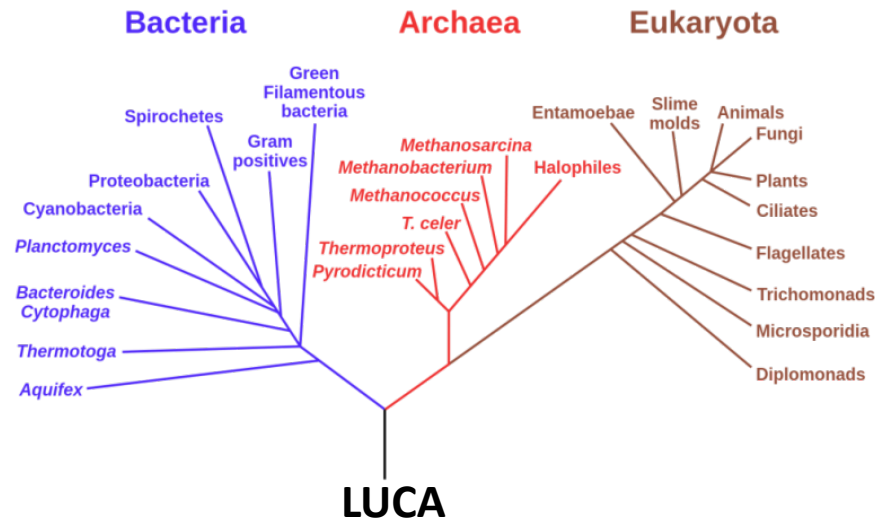 Bacteria
Archaea
Eukaryota
Green
Filamentous
bacteria
Spirochetes
Gram
positives
Proteobacteria
Cyanobacteria
Planctomyces
Bacteroides
Cytophaga
Thermotoga
Aquifex
Methanosarcina
Methanobacterium
Halophiles
Methanococcus
T. celer
Thermoproteus
Pyrodicticum
Entamoebae
Slime
molds
Animals
Fungi
Plants
Ciliates
Flagellates
Trichomonads
Microsporidia
Diplomonads
LUCA